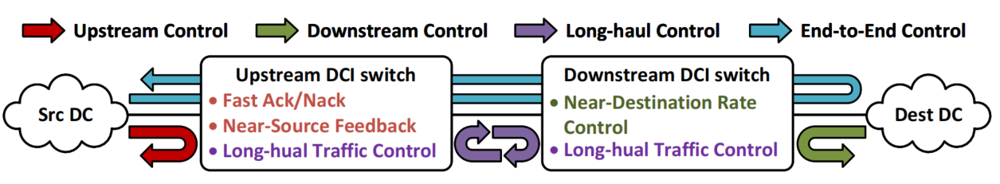 Upstream Control Downstream Control Long-haul Control End-to-End Control
Src DC
Upstream DCI switch
• Fast Ack/Nack
• Near-Source Feedback
• Long-hual Traffic Control
Downstream DCI switch
• Near-Destination Rate
Control
• Long-hual Traffic Control
Dest DC